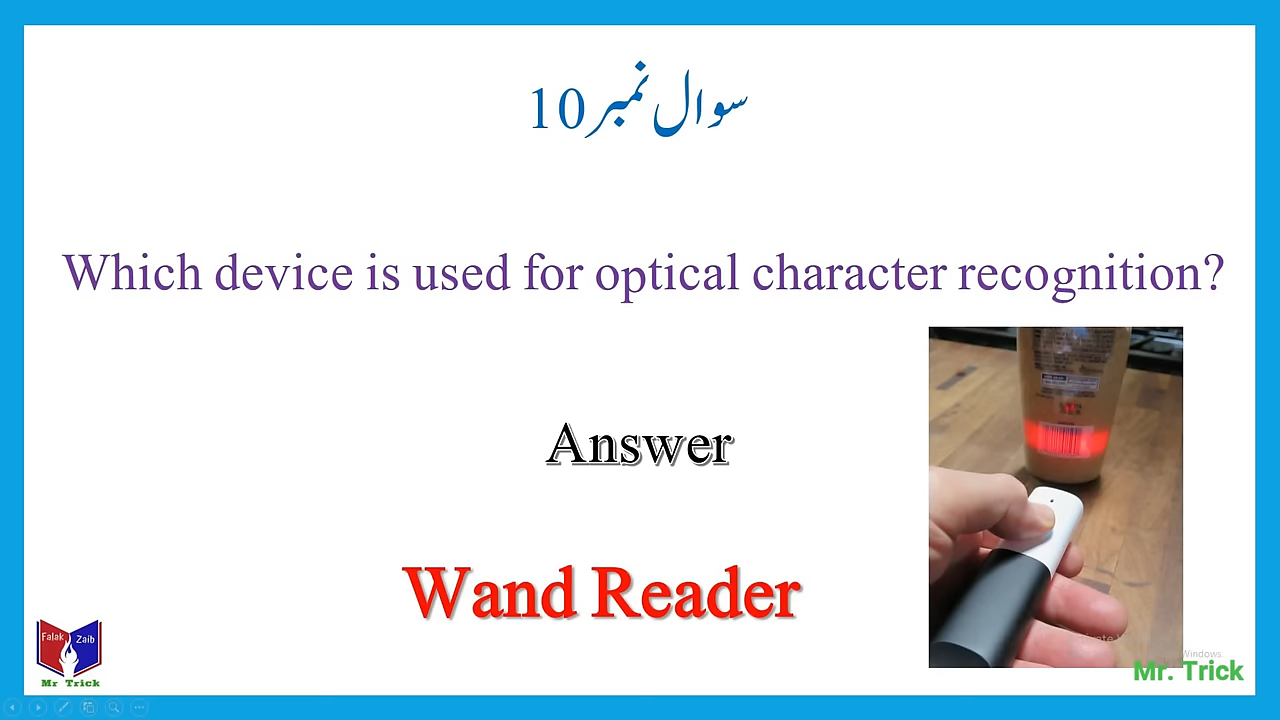 سوال نمبر 10
Which device is used for optical character recognition?
Answer
Wand Reader
Falak Zaib
Mr Trick
Windows.
Mr. Trick